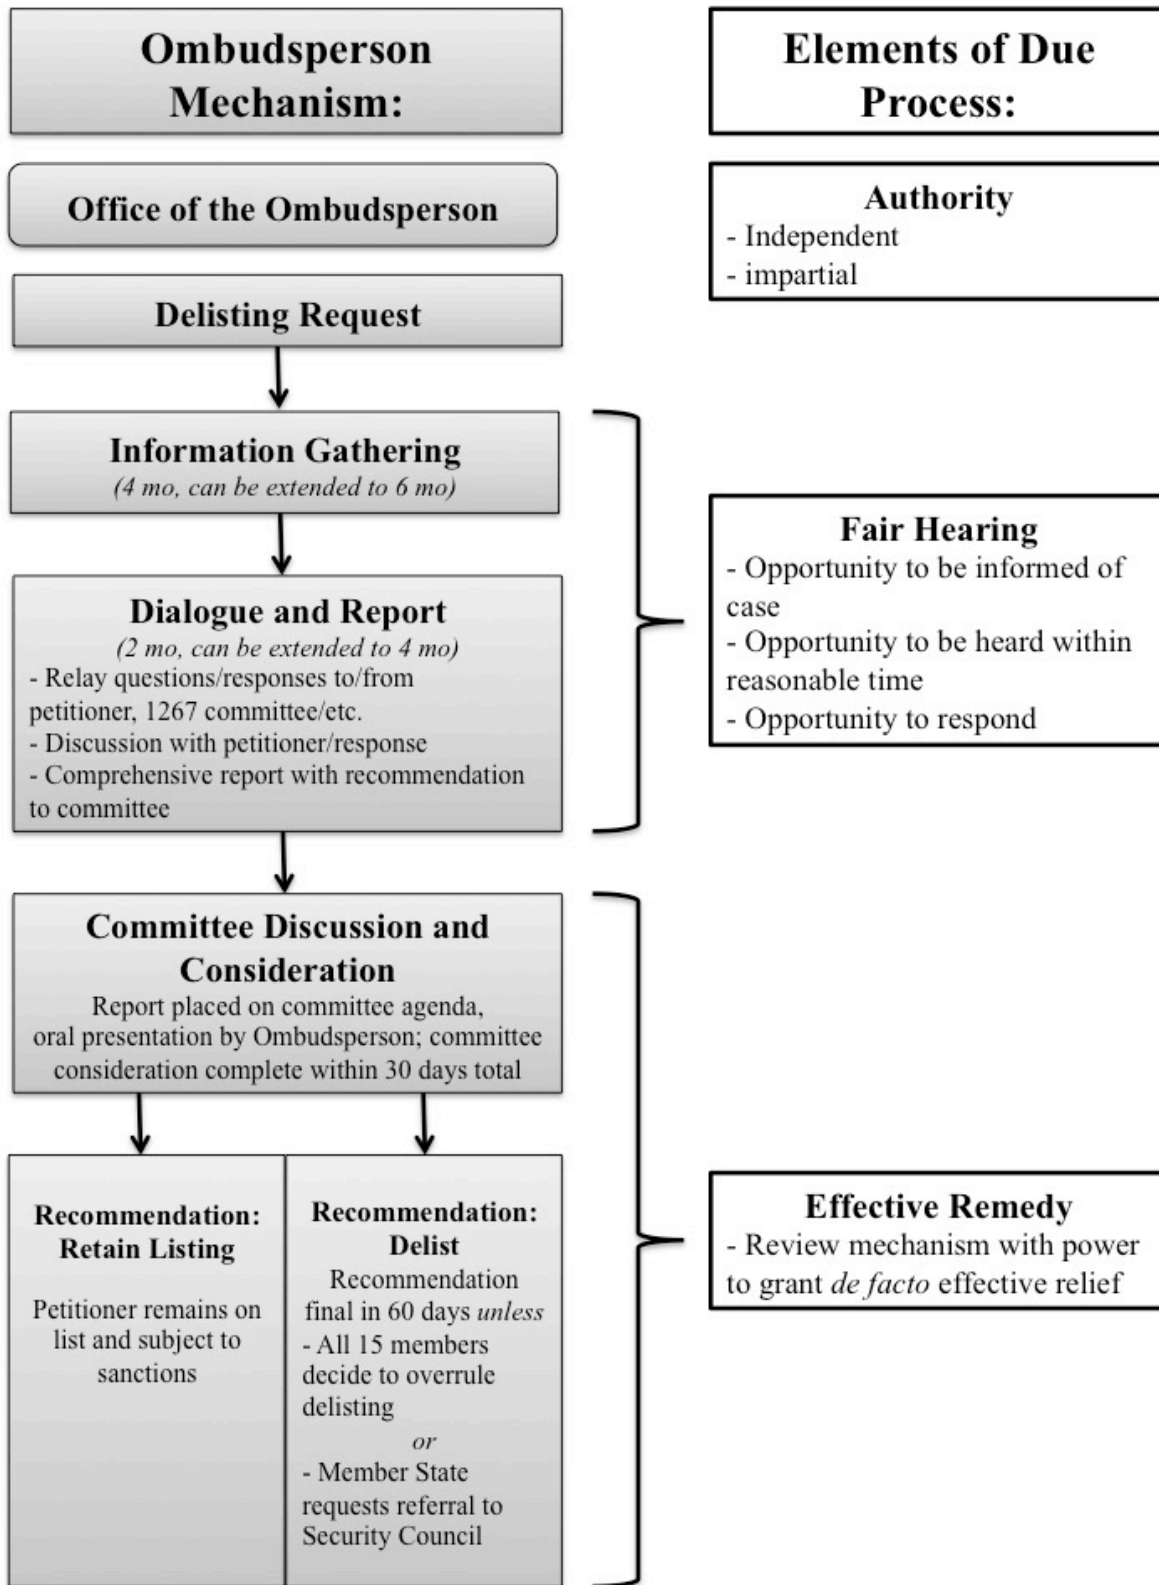 Ombudsperson
Mechanism:
Office of the Ombudsperson
Delisting Request
Information Gathering
(4 mo, can be extended to 6 mo)
Dialogue and Report
(2 mo, can be extended to 4 mo)
- Relay questions/responses to/from
petitioner, 1267 committee/etc.
- Discussion with petitioner/response
- Comprehensive report with recommendation
to committee
Committee Discussion and
Consideration
Report placed on committee agenda,
oral presentation by Ombudsperson; committee
consideration complete within 30 days total
Recommendation:
Retain Listing
Petitioner remains on
list and subject to
sanctions
Recommendation:
Delist
Recommendation
final in 60 days unless
- All 15 members
decide to overrule
delisting
or
- Member State
requests referral to
Security Council
Elements of Due
Process:
Authority
- Independent
- impartial
Fair Hearing
- Opportunity to be informed of
case
- Opportunity to be heard within
reasonable time
- Opportunity to respond
Effective Remedy
- Review mechanism with power
to grant de facto effective relief